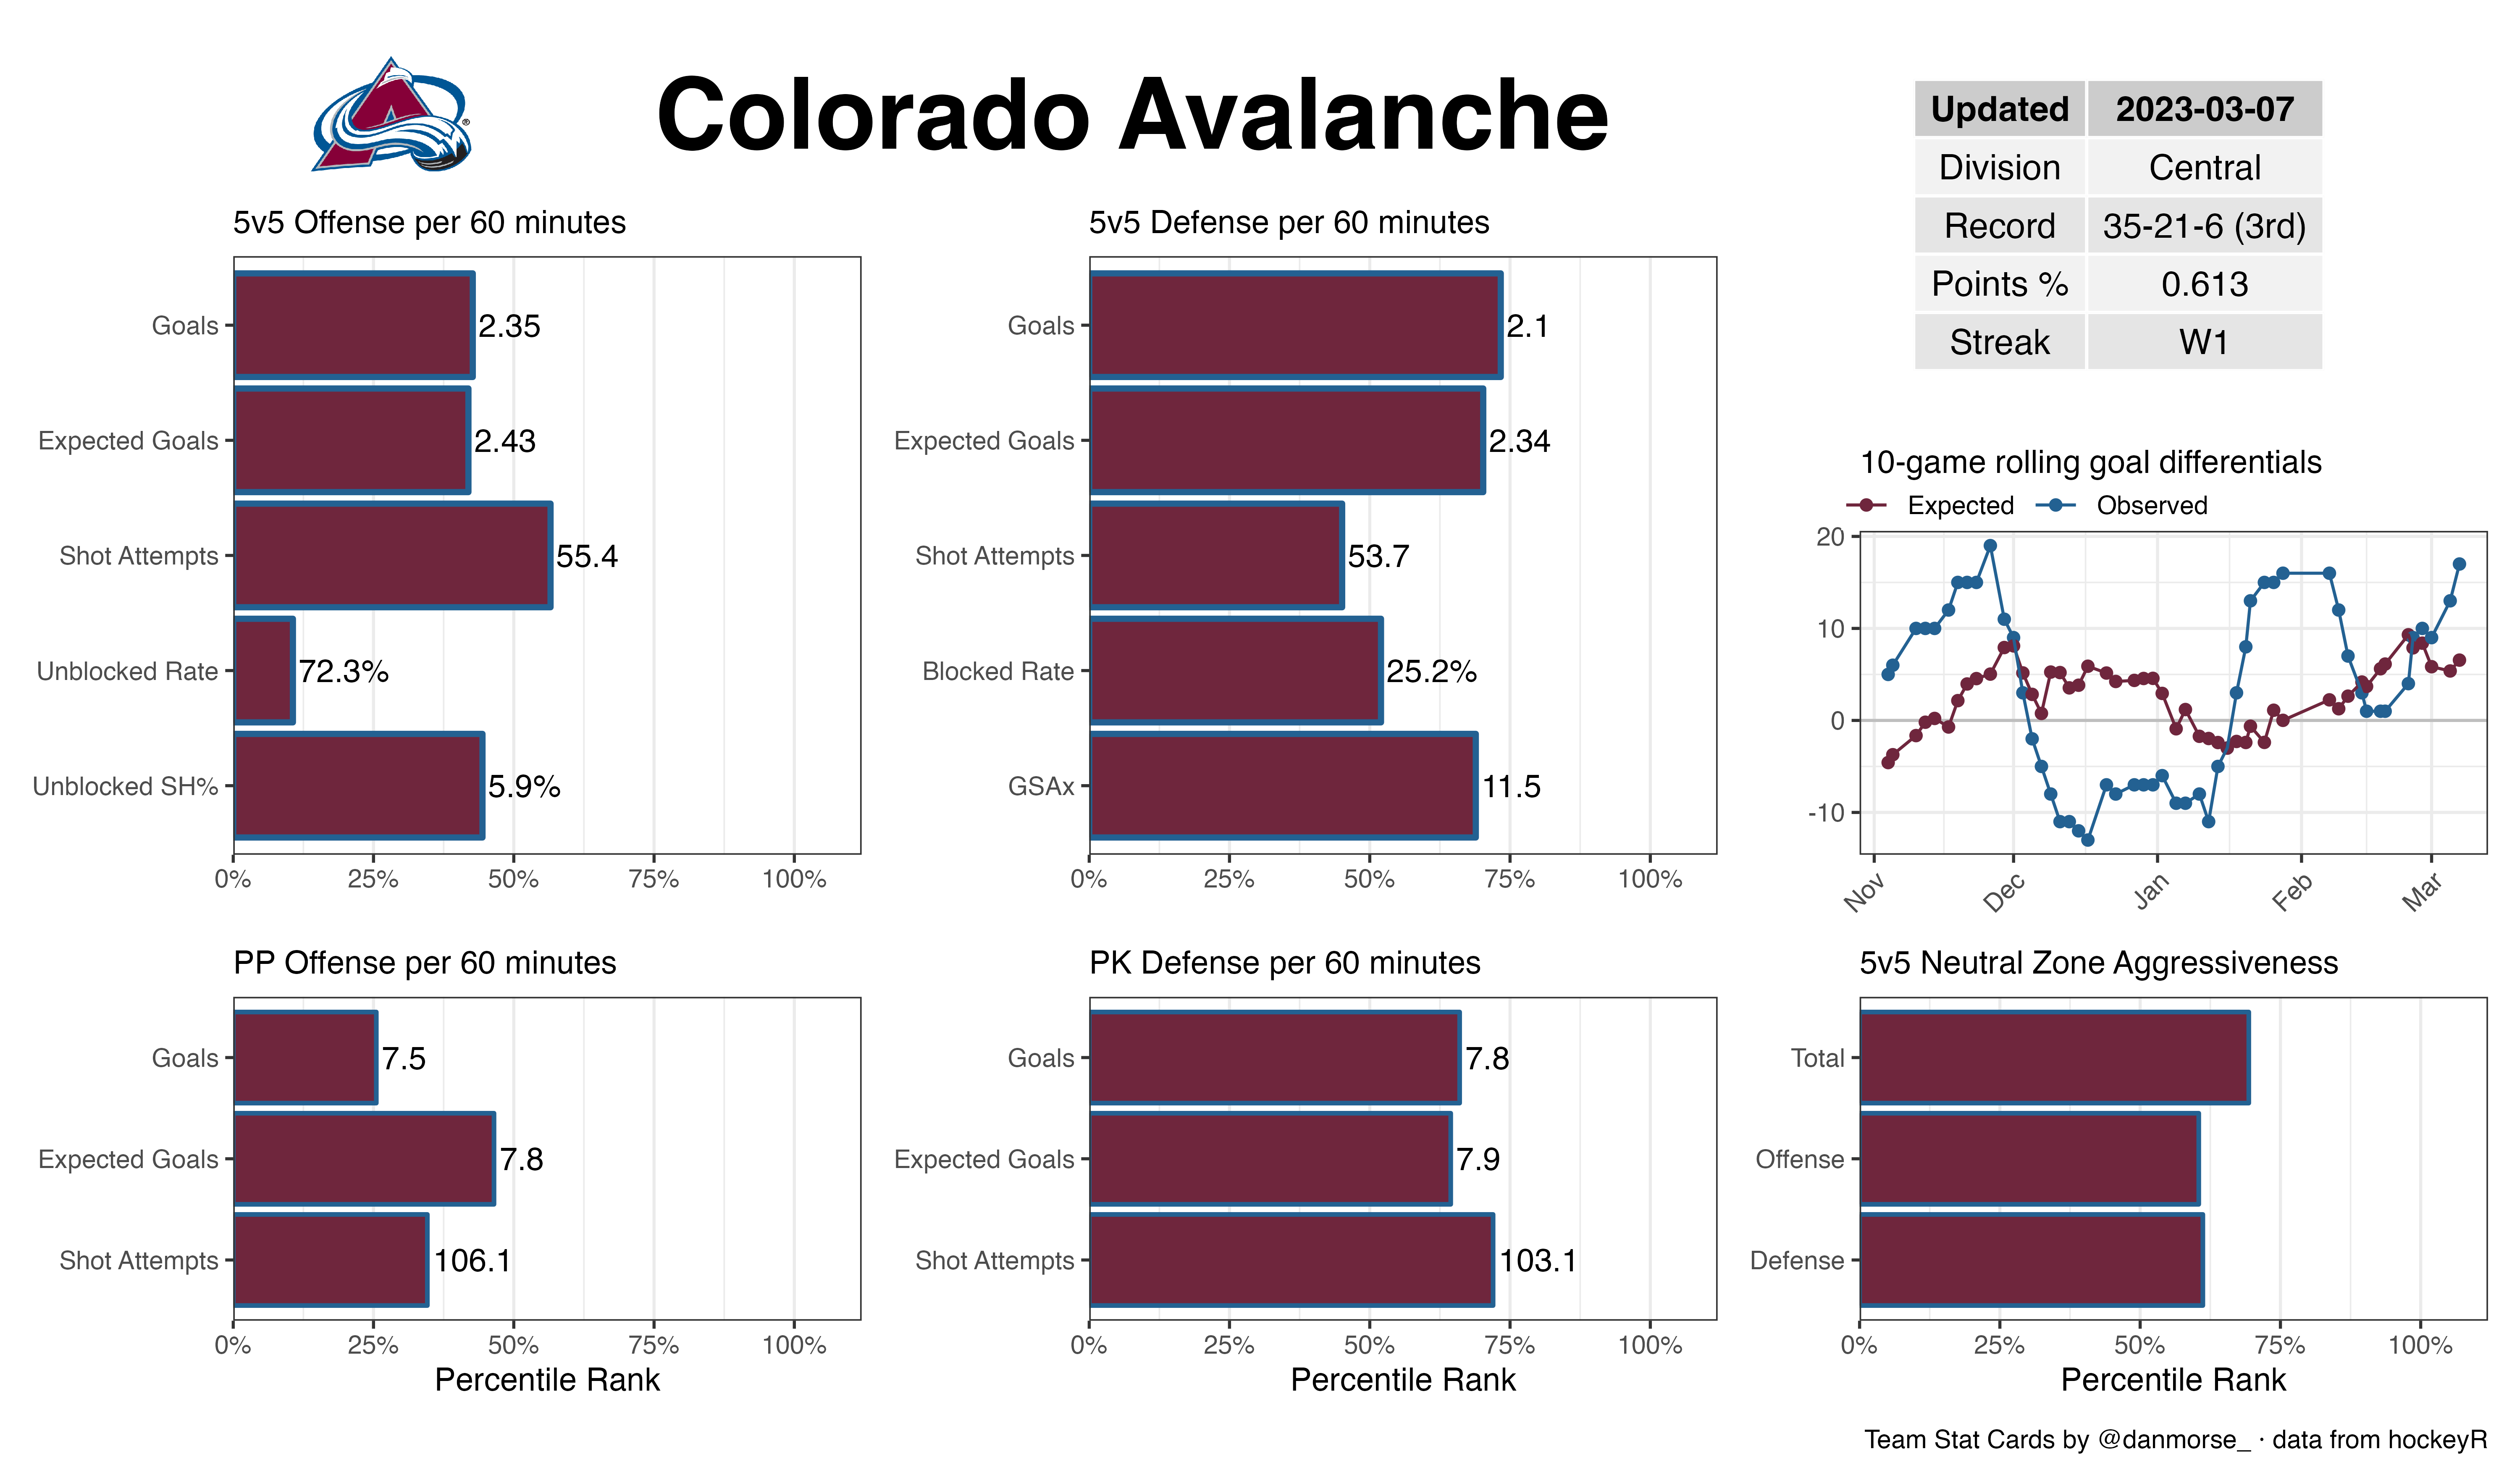 Colorado Avalanche
®
Updated 2023-03-07
Division Central
Record 35-21-6 (3rd)
Points % 0.613
Streak W1
5v5 Offense per 60 minutes
Goals 2.35
Expected Goals 2.43
Shot Attempts 55.4
Unblocked Rate 72.3%
Unblocked SH% 5.9%
0% 25% 50% 75% 100%
5v5 Defense per 60 minutes
Goals 2.1
Expected Goals 2.34
Shot Attempts 53.7
Blocked Rate 25.2%
GSAx 11.5
0% 25% 50% 75% 100%
10-game rolling goal differentials
Expected Observed
20
10
0
-10
Nov Dec Jan Feb Mar
PP Offense per 60 minutes
Goals 7.5
Expected Goals 7.8
Shot Attempts 106.1
0% 25% 50% 75% 100%
Percentile Rank
PK Defense per 60 minutes
Goals 7.8
Expected Goals 7.9
Shot Attempts 103.1
0% 25% 50% 75% 100%
Percentile Rank
5v5 Neutral Zone Aggressiveness
Total
Offense
Defense
0% 25% 50% 75% 100%
Percentile Rank
Team Stat Cards by @danmorse_ · data from hockeyR